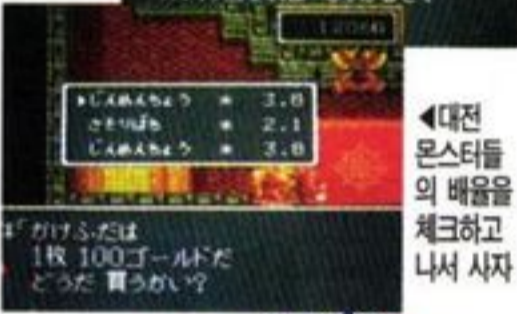 ▶じんめんちょう * 3.0
さそりばち * 2.1
じんめんちょう * 3.0
*「かけふだは
1枚 100ゴールドだ
どうだ 買うかい?
◀대전
몬스터들
의 배율을
체크하고
나서 사자